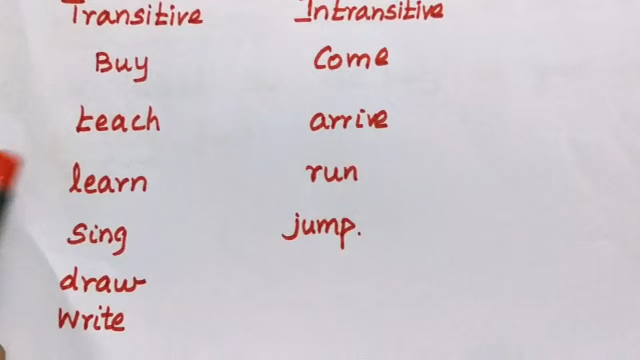 Transitive Intransitive
Buy Come
teach arrive
learn run
sing jump.
draw
write